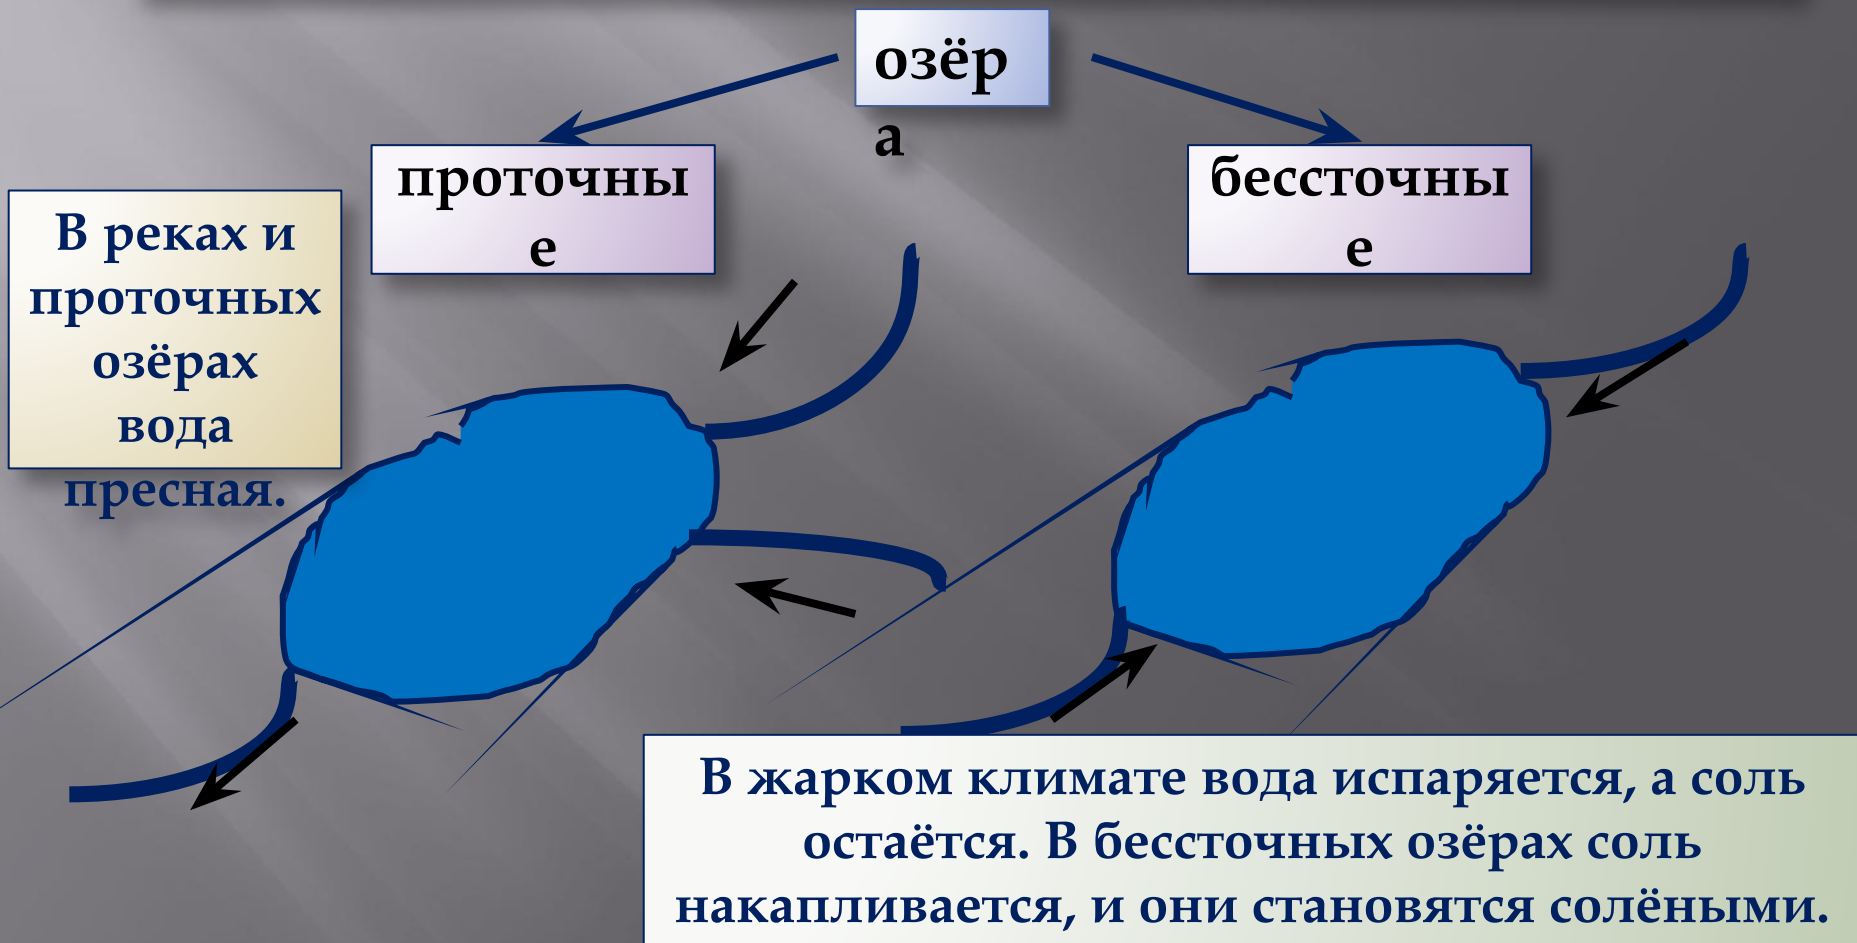 озёр
а
проточны
е
бессточны
е
В реках и
проточных
озёрах
вода
пресная.
В жарком климате вода испаряется, а соль
остаётся. В бессточных озёрах соль
накапливается, и они становятся солёными.